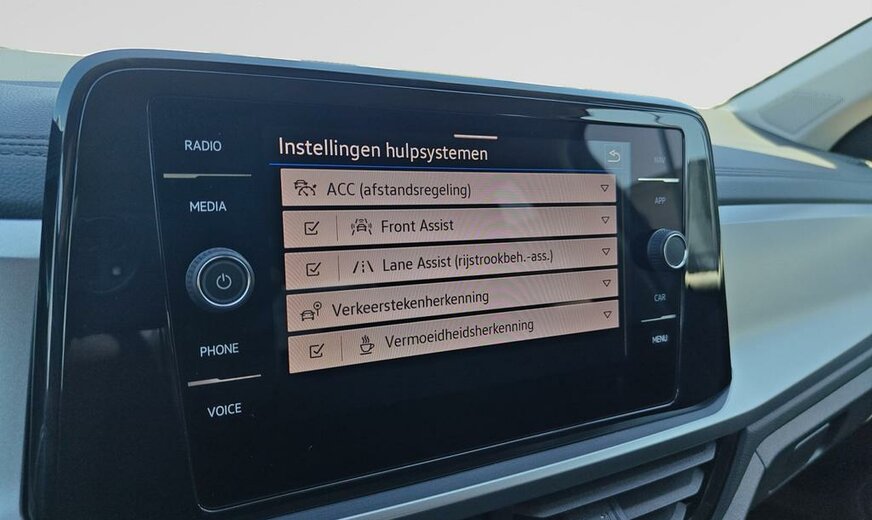 RADIO
MEDIA
PHONE
VOICE
Instellingen hulpsystemen
ACC (afstandsregeling)
Front Assist
Lane Assist (rijstrookbeh.-ass.)
Verkeerstekenherkenning
Vermoeidheidsherkenning
NAV
APP
CAR
MENU